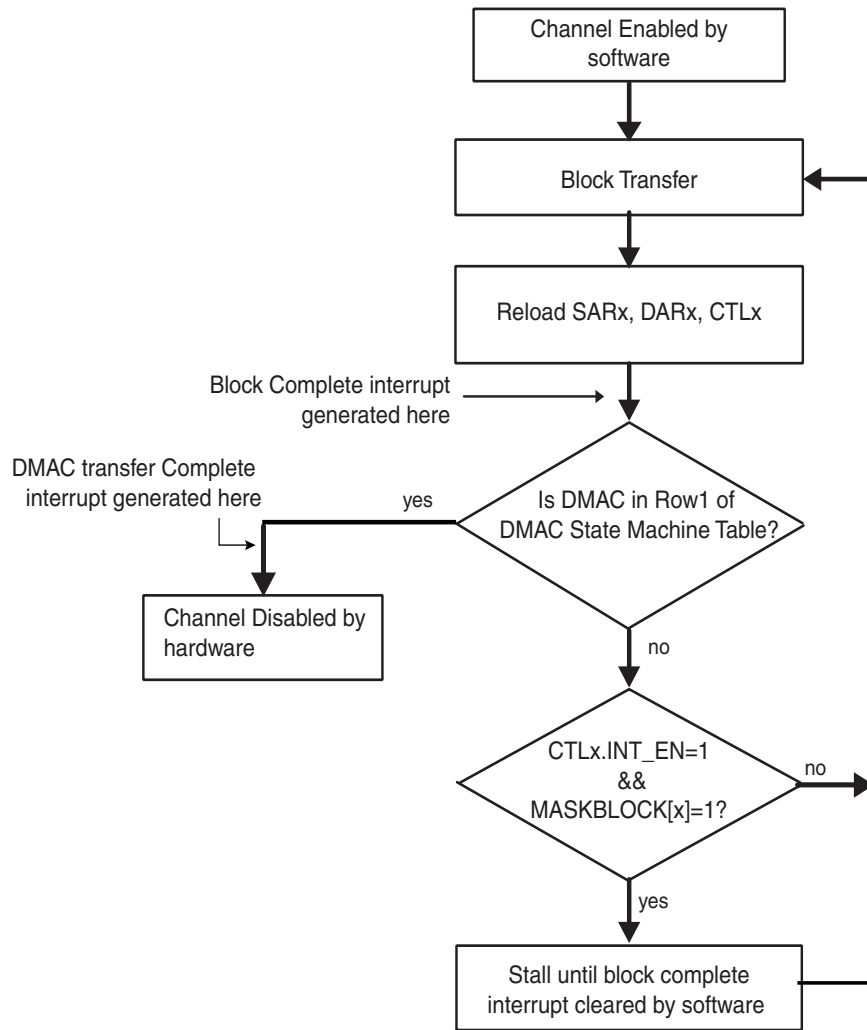 Channel Enabled by
software
Block Transfer
Reload SARx, DARx, CTLx
Block Complete interrupt
generated here
DMAC transfer Complete
interrupt generated here
yes
Is DMAC in Row1 of
DMAC State Machine Table?
Channel Disabled by
hardware
no
CTLx.INT_EN=1
&&
MASKBLOCK[x]=1?
no
yes
Stall until block complete
interrupt cleared by software